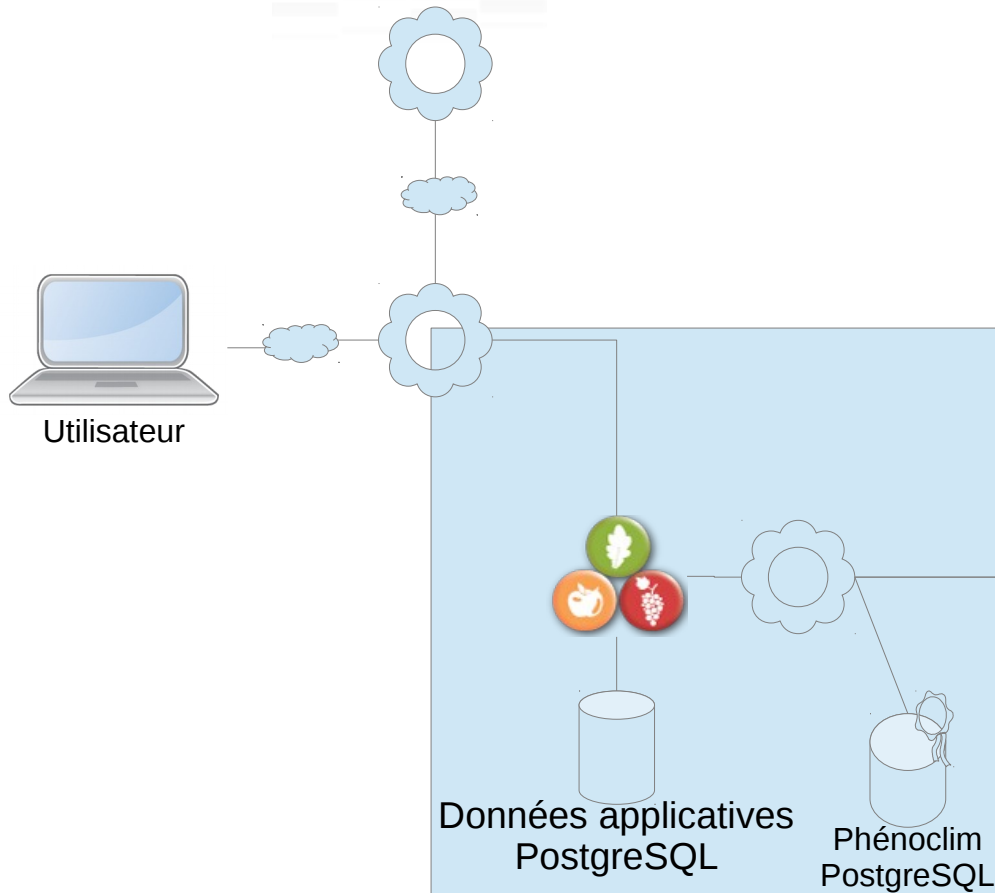 Utilisateur
Données applicatives
PostgreSQL
Phénoclim
PostgreSQL